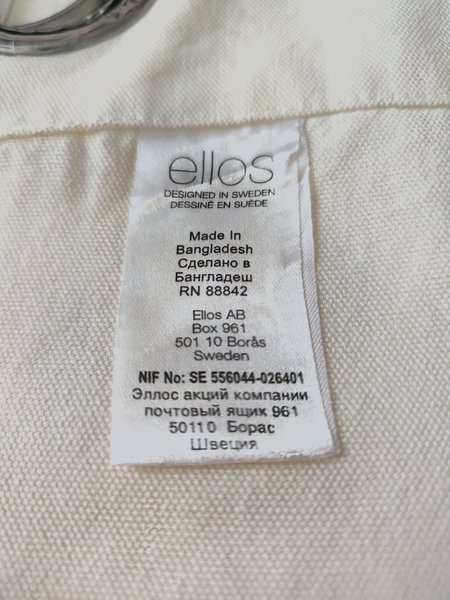 ellos
DESIGNED IN SWEDEN
DESSINÉ EN SUÈDE
Made In
Bangladesh
Сделано в
Бангладеш
RN 88842
Ellos AB
Box 961
501 10 Borås
Sweden
NIF No: SE 556044-026401
Эллос акций компании
почтовый ящик 961
50110 Борас
Швеция